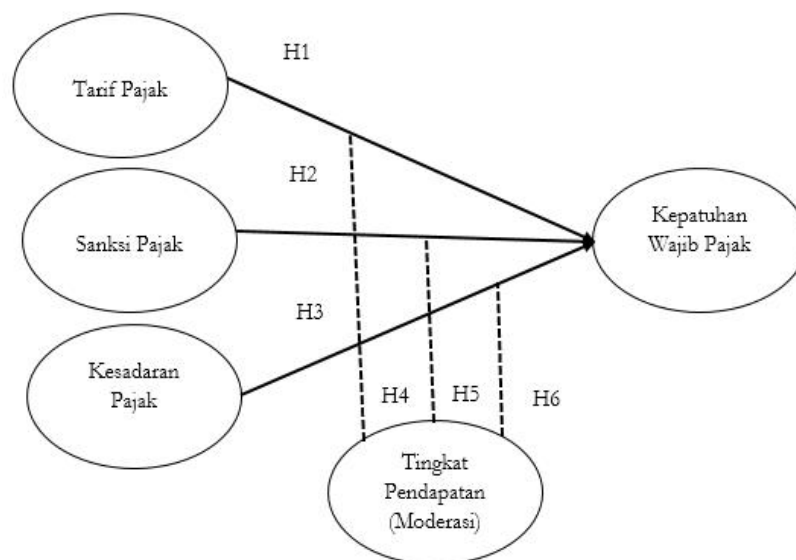 H1
Tarif Pajak
H2
Sanksi Pajak
Kepatuhan
Wajib Pajak
H3
Kesadaran
Pajak
H4
H5
H6
Tingkat
Pendapatan
(Moderasi)